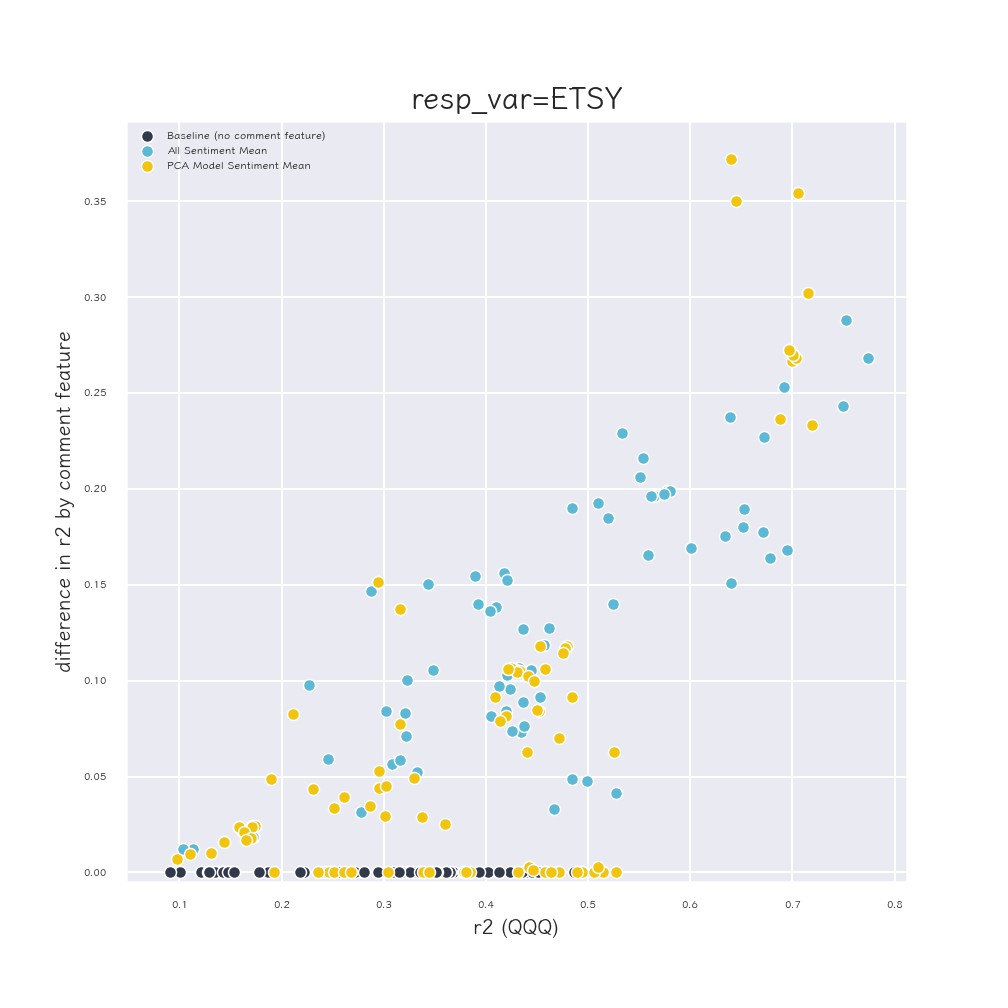 resp_var=ETSY
Baseline (no comment feature)
All Sentiment Mean
PCA Model Sentiment Mean
difference in r2 by comment feature
0.35
0.30
0.25
0.20
0.15
0.10
0.05
0.00
0.1 0.2 0.3 0.4 0.5 0.6 0.7 0.8
r2 (QQQ)